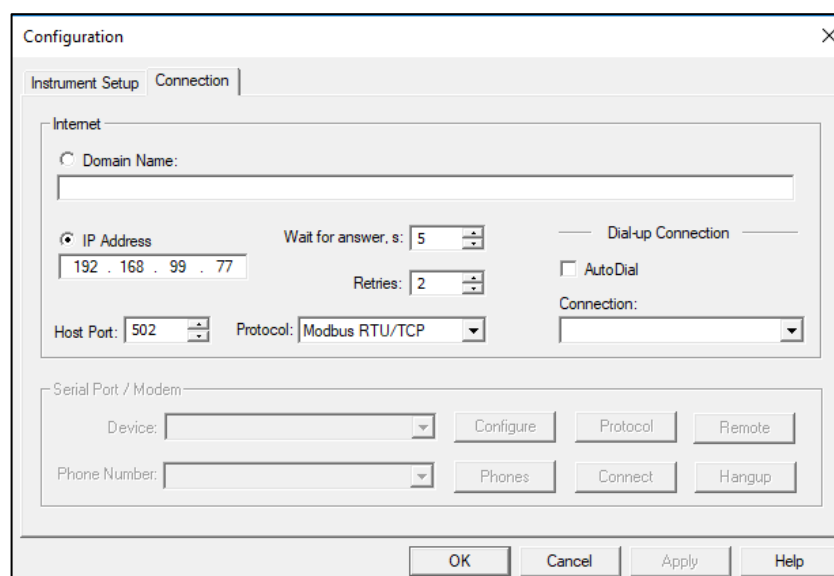 Configuration
Instrument Setup Connection
Internet
Domain Name:
IP Address
192 . 168 . 99 . 77
Wait for answer, s: 5
Retries: 2
Dial-up Connection
AutoDial
Connection:
Host Port: 502
Protocol: Modbus RTU/TCP
Serial Port / Modem
Device:
Configure Protocol Remote
Phone Number:
Phones Connect Hangup
OK Cancel Apply Help